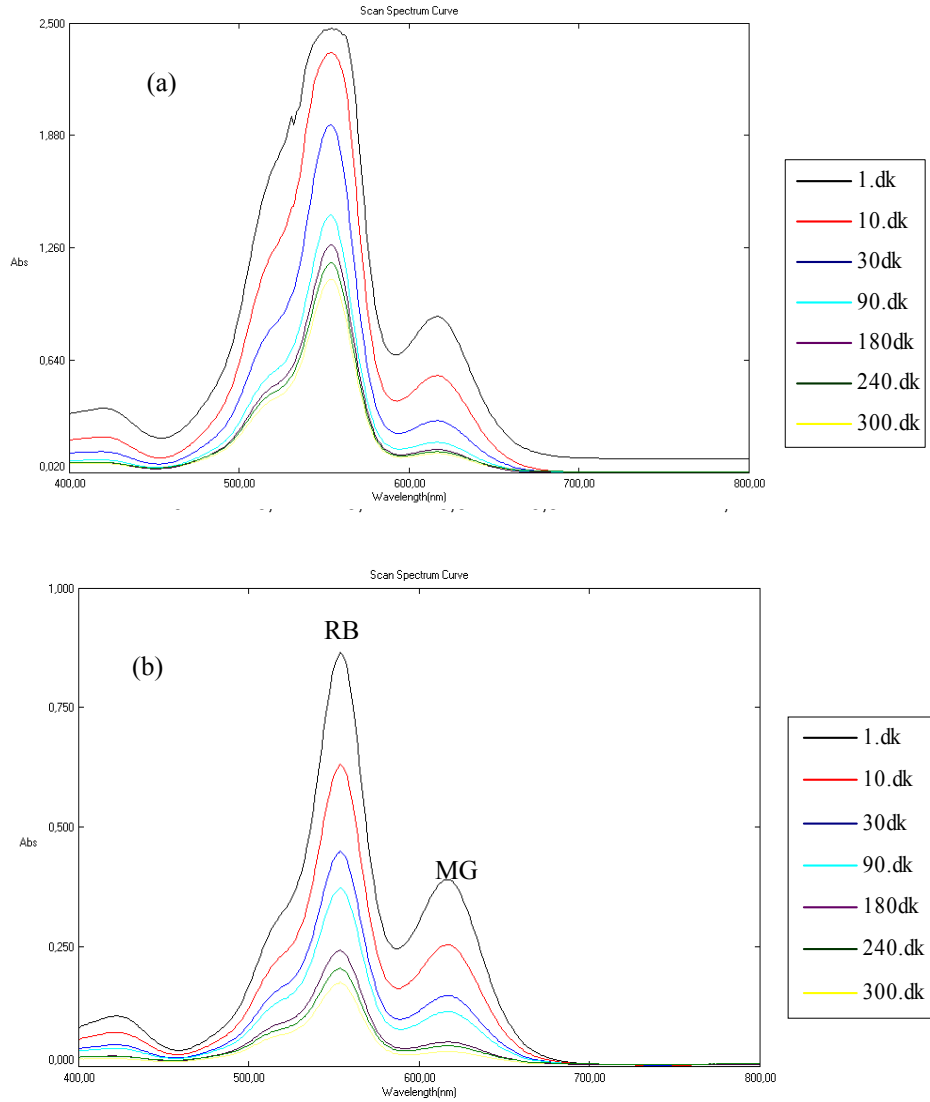 Scan Spectrum Curve
2,500
(a)
1,880
1,260
Abs
0,640
0,020
400,00 500,00 600,00 700,00 800,00
Wavelength(nm)
1.dk
10.dk
30dk
90.dk
180dk
240.dk
300.dk
Scan Spectrum Curve
1,000
RB
(b)
0,750
0,500
Abs
MG
0,250
0,000
400,00 500,00 600,00 700,00 800,00
Wavelength(nm)
1.dk
10.dk
30dk
90.dk
180dk
240.dk
300.dk